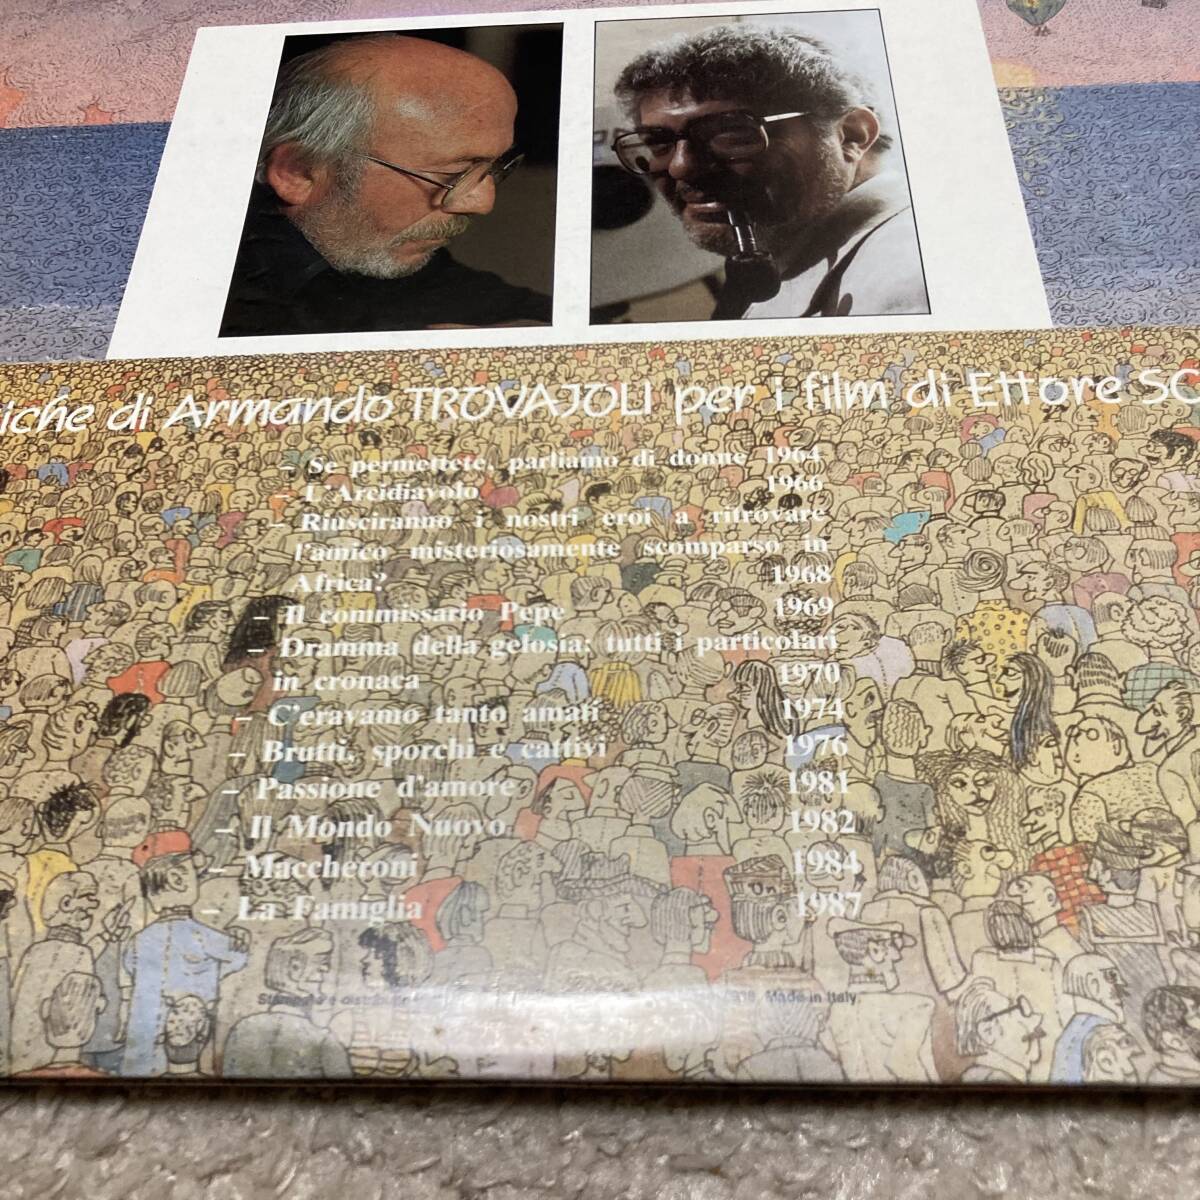 iche di Armando TROVAJOLI per i film di Ettore SC
- Se permettete, parliamo di donne 1964
- L'Arcidiavolo 1966
- Riusciranno i nostri eroi a ritrovare
l'amico misteriosamente scomparso in
Africa? 1968
- Il commissario Pepe 1969
- Dramma della gelosia: tutti i particolari
in cronaca 1970
- C'eravamo tanto amati 1974
- Brutti, sporchi e cattivi 1976
- Passione d'amore 1981
- Il Mondo Nuovo 1982
- Maccheroni 1984
- La Famiglia 1987
Stampato e Made in Italy.